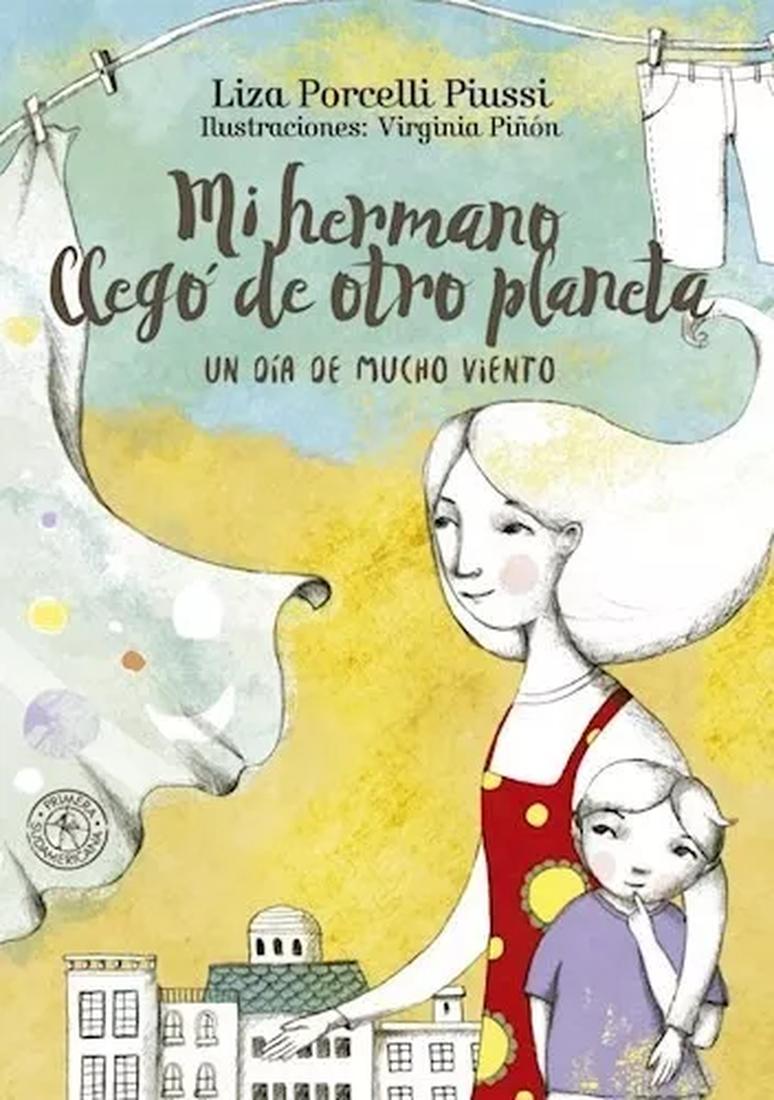 Liza Porcelli Piussi
Ilustraciones: Virginia Piñón
Mi hermano
llegó de otro planeta
UN DÍA DE MUCHO VIENTO
PRIMERA
SUDAMERICANA